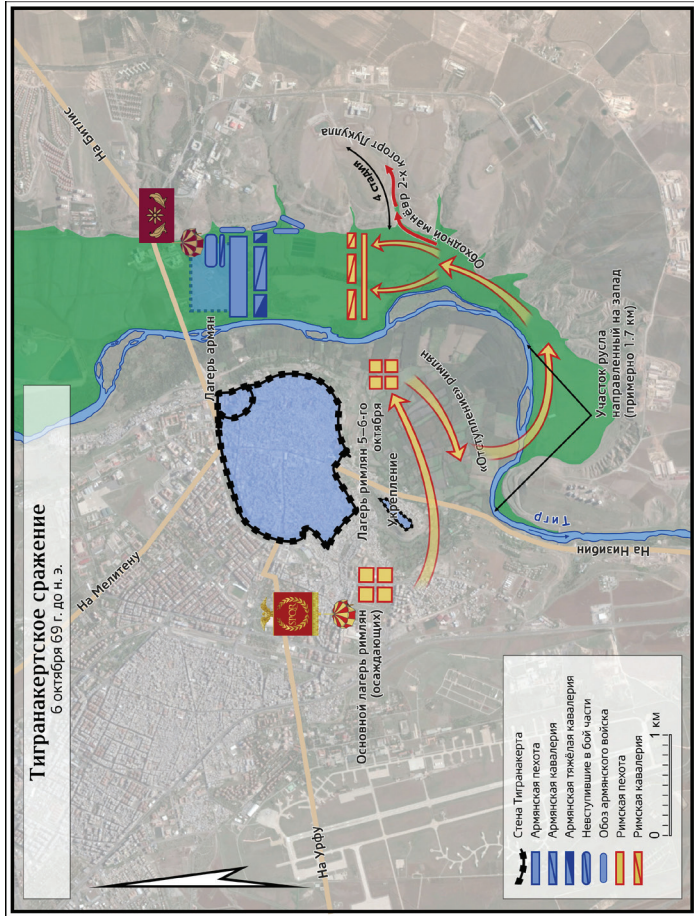 Тигранакертское сражение
6 октября 69 г. до н. э.
На Битлис
На Мелитену
На Урфу
На Низибин
Тигр
Лагерь армян
4 стадия
Обходной манёвр 2-х когорт Лукулла
Лагерь римлян 5–6-го
октября
Укрепление
«Отступление» римлян
Основной лагерь римлян
(осаждающих)
SPQR
Участок русла
направленный на запад
(примерно 1.7 км)
Стена Тигранакерта
Армянская пехота
Армянская кавалерия
Армянская тяжёлая кавалерия
Невступившие в бой части
Обоз армянского войска
Римская пехота
Римская кавалерия
0
1 км